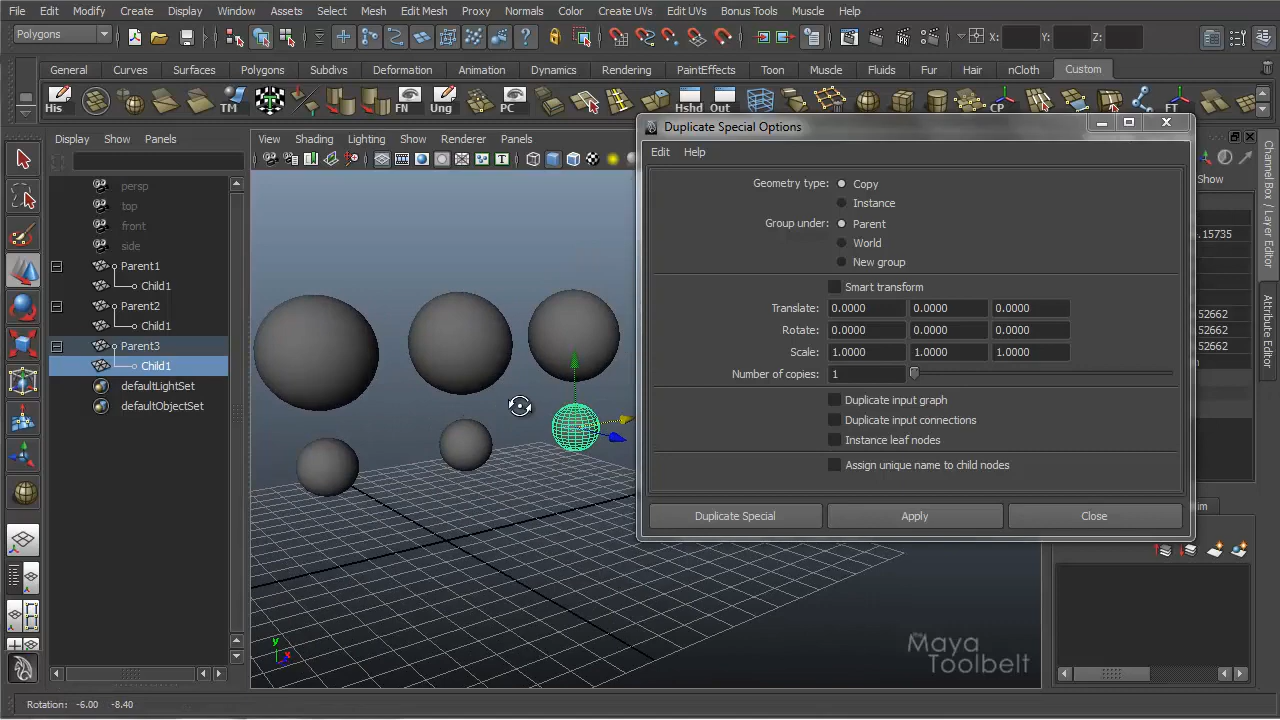 File Edit Modify Create Display Window Assets Select Mesh Edit Mesh Proxy Normals Color Create UVs Edit UVs Bonus Tools Muscle Help
Polygons X: Y: Z:
General Curves Surfaces Polygons Subdivs Deformation Animation Dynamics Rendering PaintEffects Toon Muscle Fluids Fur Hair nCloth Custom
His TM FN Ung PC Hshd Out CP FT
Duplicate Special Options
Display Show Panels
View Shading Lighting Show Renderer Panels
Edit Help
persp
top
front
side
Parent1
Child1
Parent2
Child1
Parent3
Child1
defaultLightSet
defaultObjectSet
Geometry type: Copy
Instance
Group under: Parent
World
New group
Smart transform
Translate: 0.0000 0.0000 0.0000
Rotate: 0.0000 0.0000 0.0000
Scale: 1.0000 1.0000 1.0000
Number of copies: 1
Duplicate input graph
Duplicate input connections
Instance leaf nodes
Assign unique name to child nodes
Duplicate Special Apply Close
Show
.15735
52662
52662
52662
Channel Box / Layer Editor
Attribute Editor
y
the Maya
Toolbelt
Rotation: -6.00 -8.40